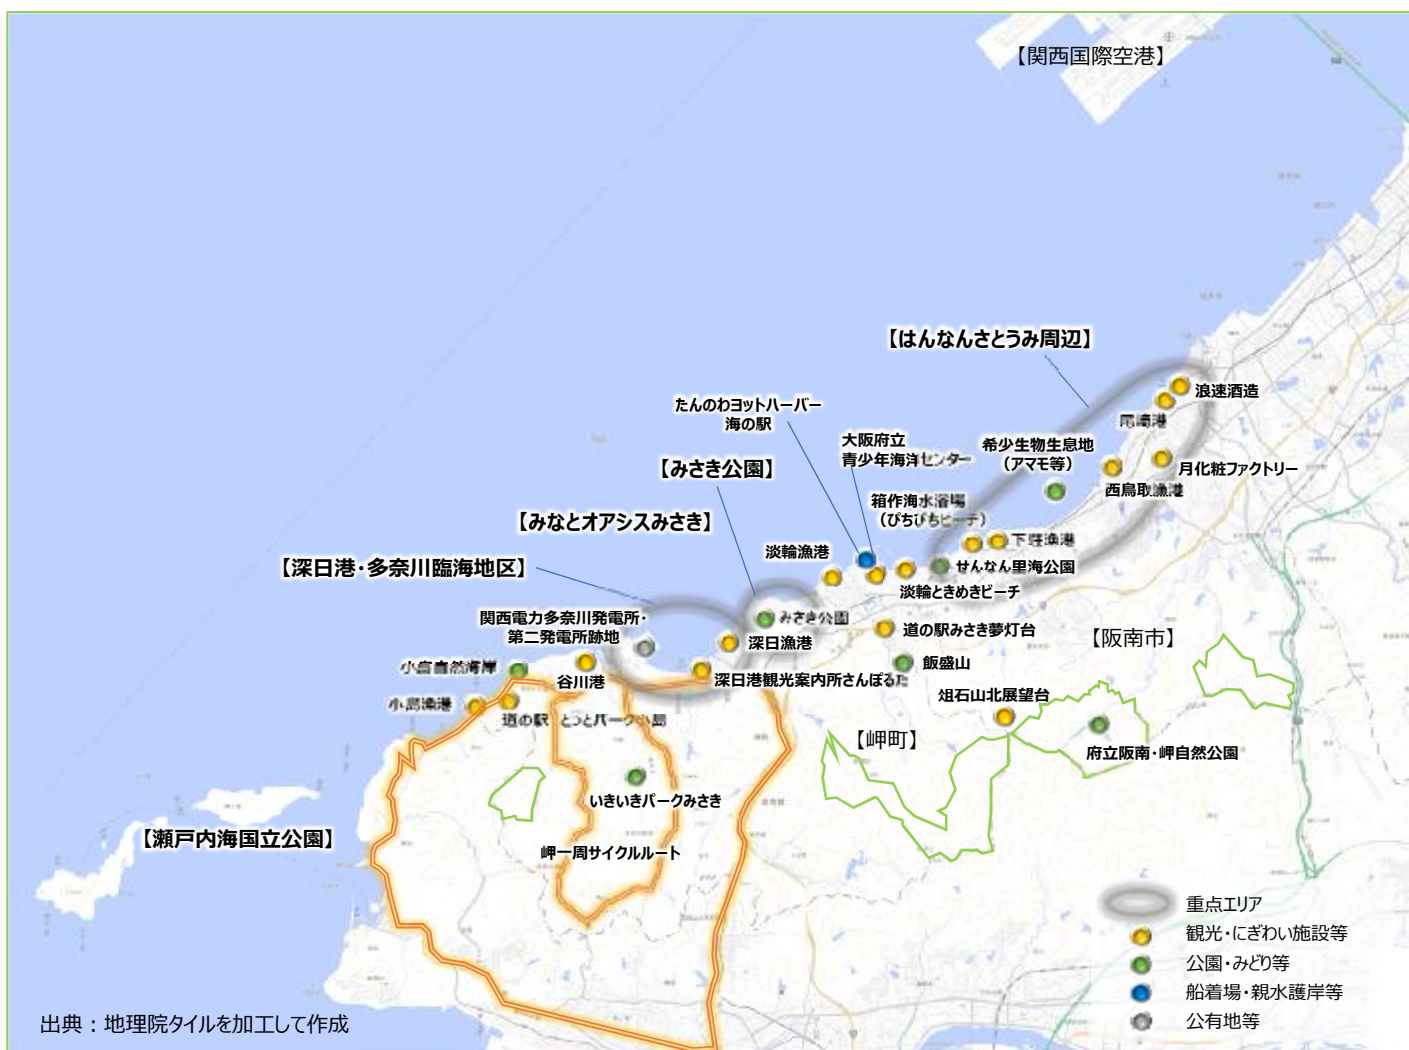 【関西国際空港】
【はんなんさとうみ周辺】
浪速酒造
尾崎港
たんのわヨットハーバー
海の駅
大阪府立
青少年海洋センター
希少生物生息地
（アマモ等）
月化粧ファクトリー
西鳥取漁港
【みさき公園】
箱作海水浴場
（ぴちぴちビーチ）
【みなとオアシスみさき】
下荘漁港
淡輪漁港
せんなん里海公園
【深日港・多奈川臨海地区】
淡輪ときめきビーチ
関西電力多奈川発電所・
第二発電所跡地
みさき公園
道の駅みさき夢灯台
【阪南市】
深日漁港
小島自然海岸
谷川港
深日港観光案内所さんぽるた
飯盛山
俎石山北展望台
小島漁港
道の駅 とっとパーク小島
【岬町】
府立阪南・岬自然公園
いきいきパークみさき
【瀬戸内海国立公園】
岬一周サイクルルート
重点エリア
観光・にぎわい施設等
公園・みどり等
船着場・親水護岸等
公有地等
出典：地理院タイルを加工して作成